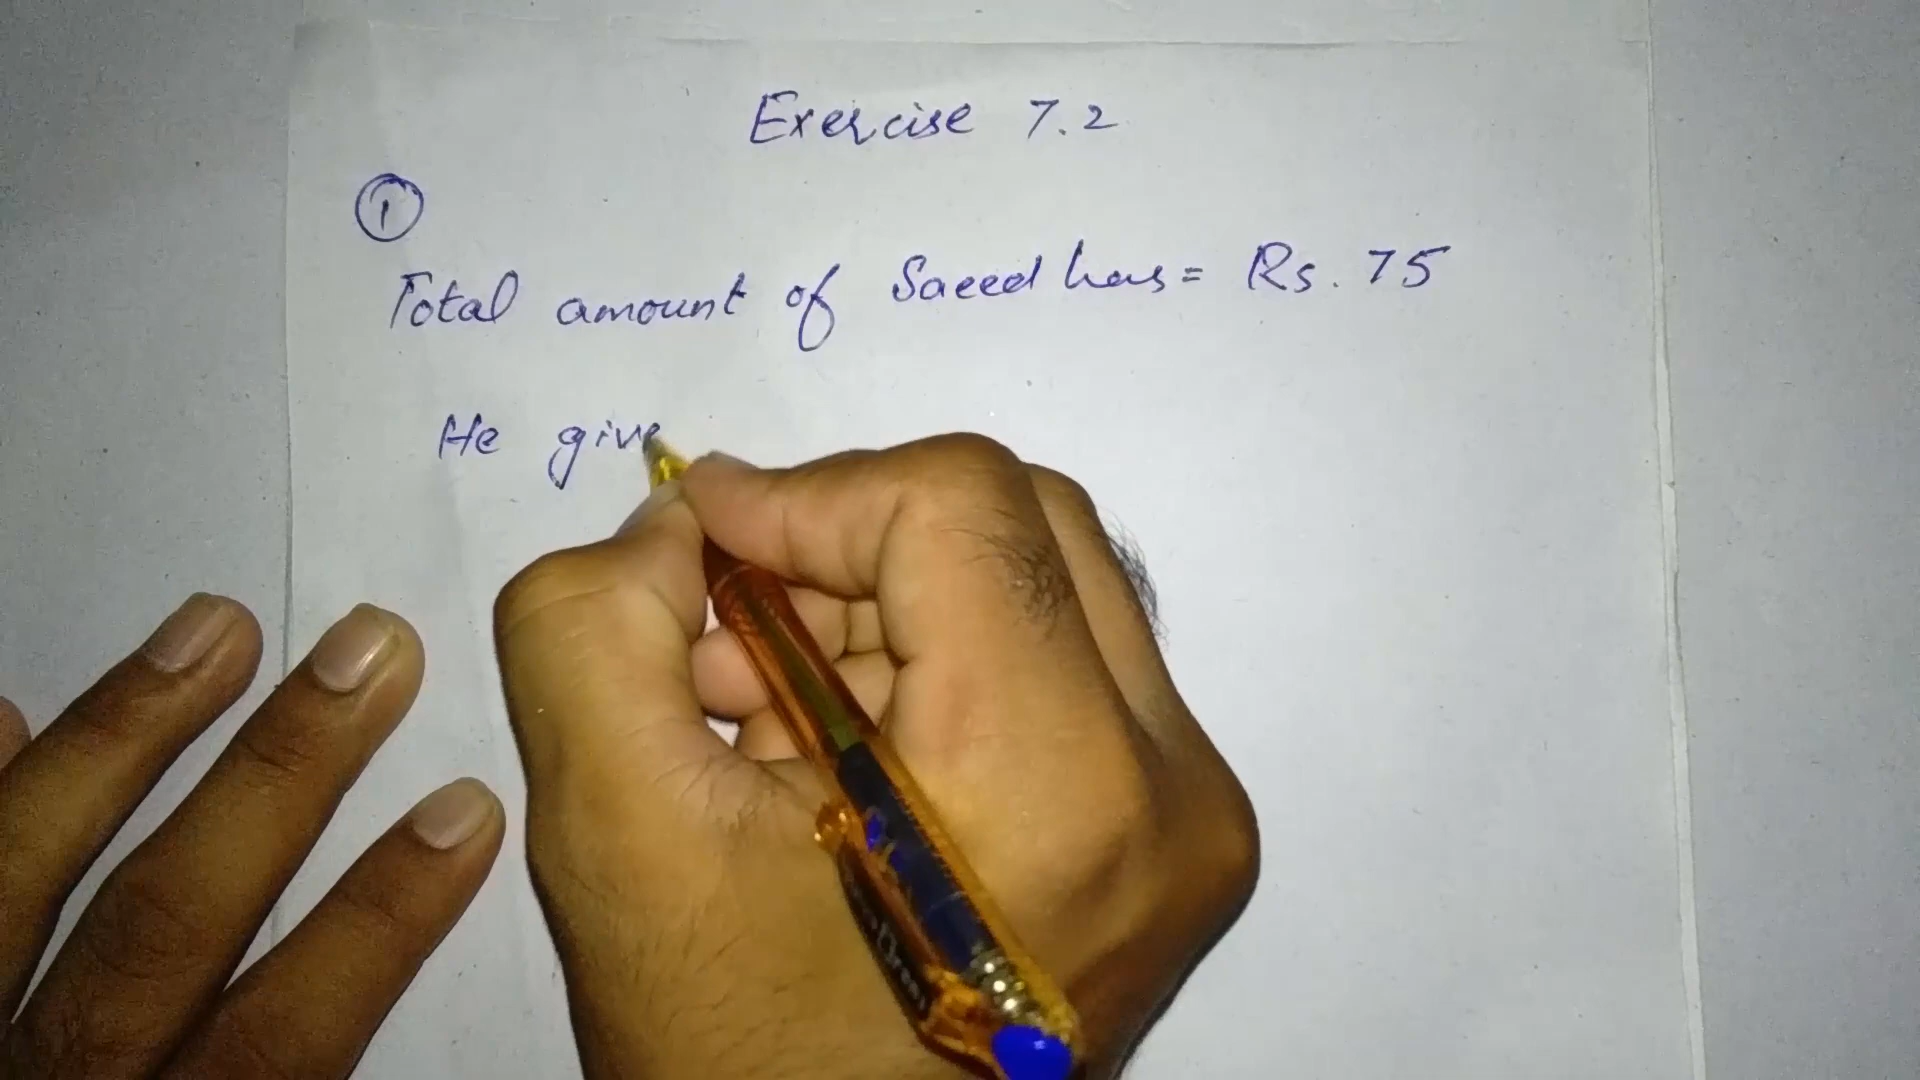 Exercise 7.2
1
Total amount of Saeed has = Rs. 75
He give